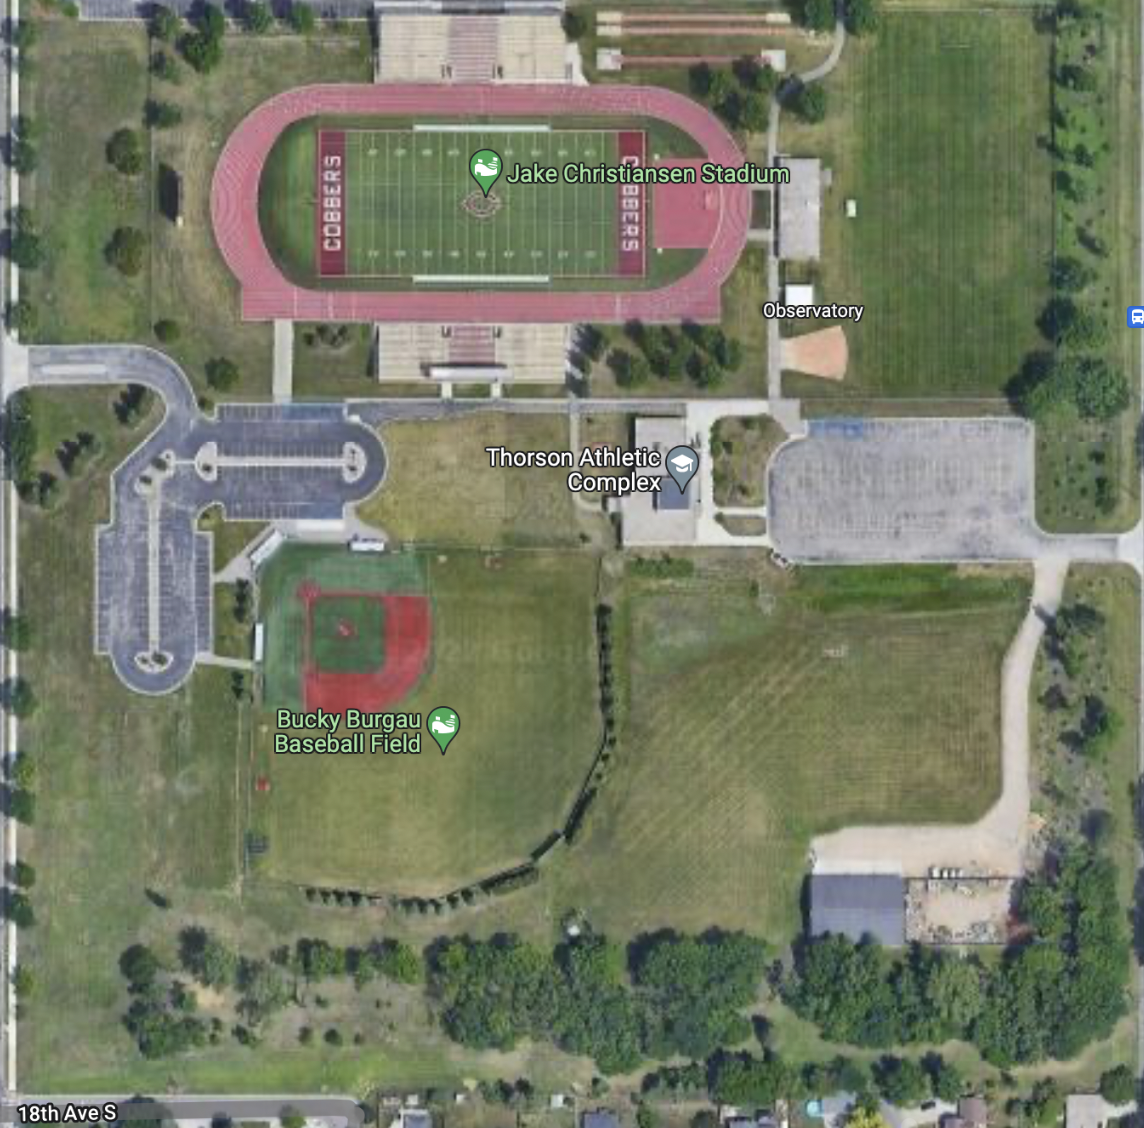 COBBERS
Jake Christiansen Stadium
BBERS
Observatory
Thorson Athletic
Complex
Bucky Burgau
Baseball Field
18th Ave S